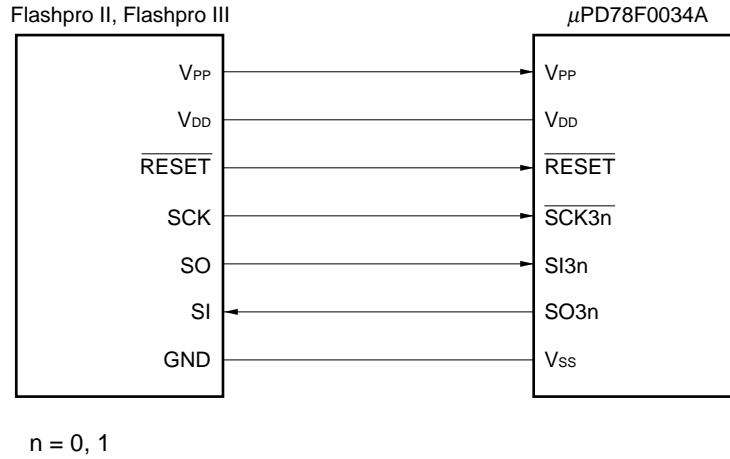 Flashpro II, Flashpro III μPD78F0034A
VPP VPP
VDD VDD
RESET RESET
SCK SCK3n
SO SI3n
SI SO3n
GND VSS
n = 0, 1